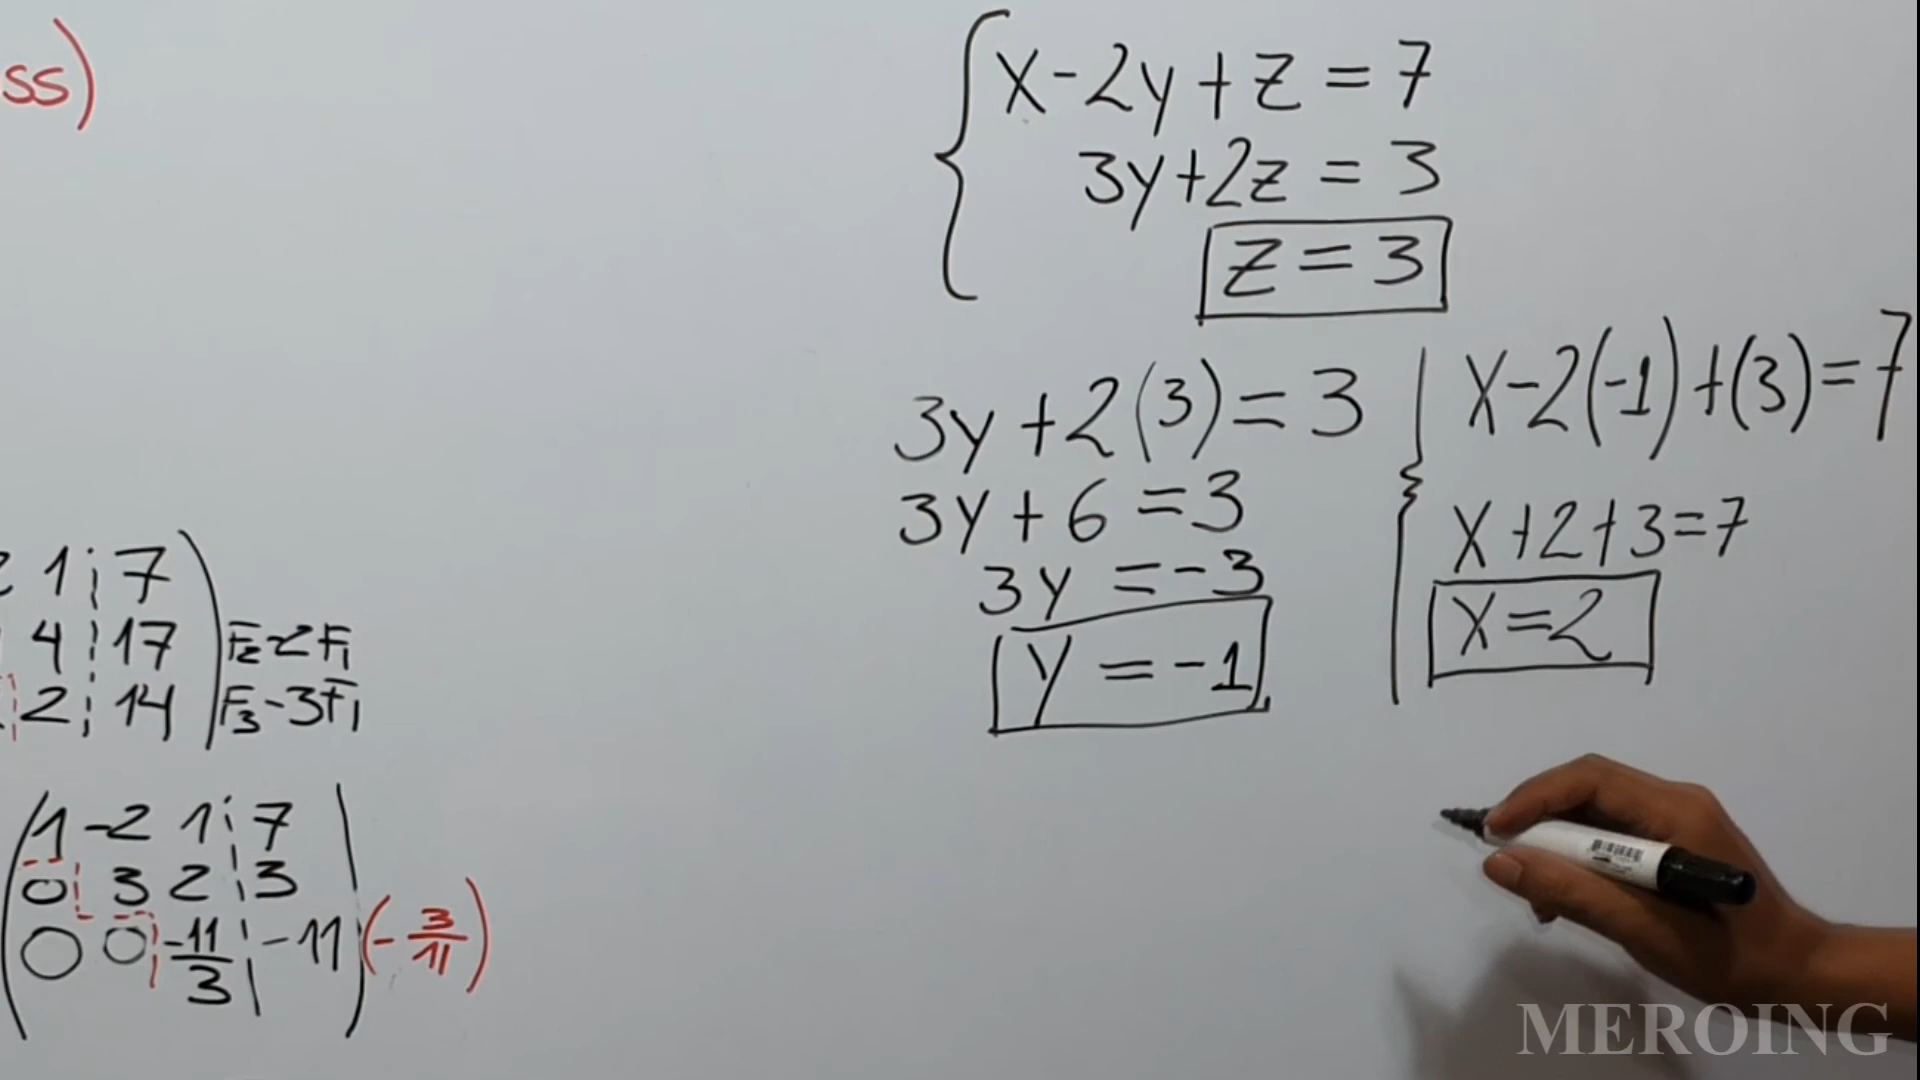 ss)
1 7
4 17 F2-2F1
2 14 F3-3F1
1 -2 1 7
0 3 2 3
0 0 -11/3 -11 (-3/11)
x-2y+z=7
3y+2z=3
z=3
3y+2(3)=3
3y+6=3
3y=-3
y=-1
x-2(-1)+(3)=7
x+2+3=7
x=2
MEROING